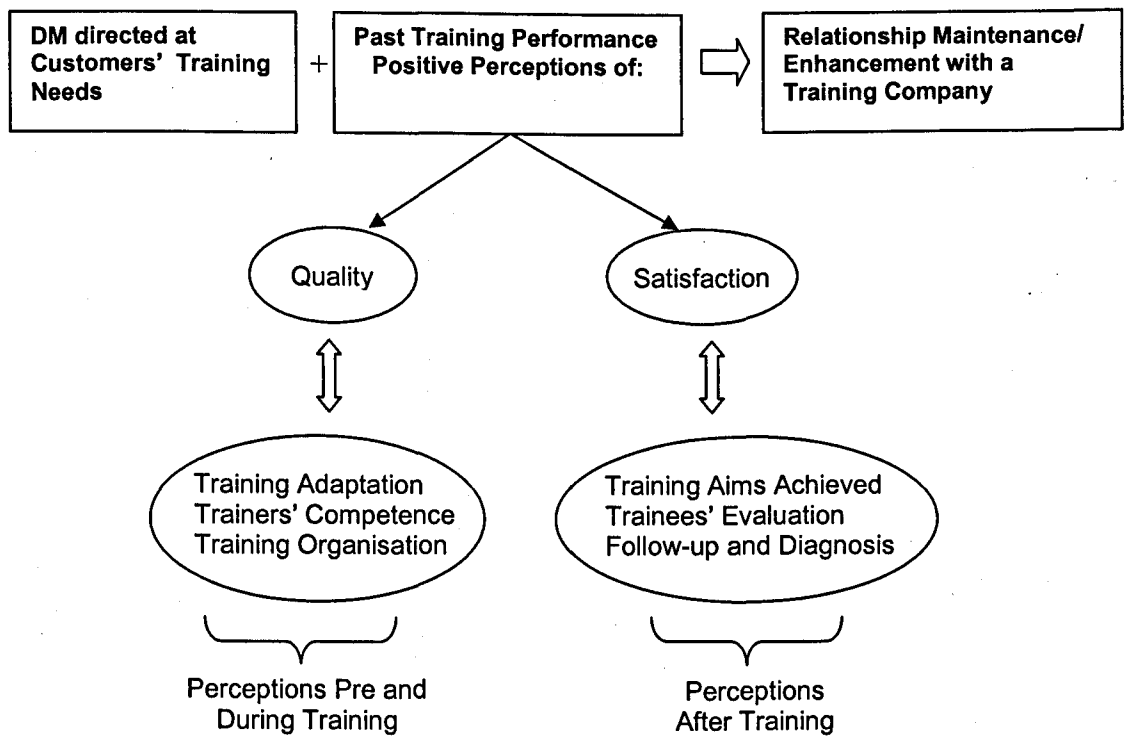 DM directed at
Customers' Training
Needs
+
Past Training Performance
Positive Perceptions of:
Relationship Maintenance/
Enhancement with a
Training Company
Quality
Satisfaction
Training Adaptation
Trainers' Competence
Training Organisation
Training Aims Achieved
Trainees' Evaluation
Follow-up and Diagnosis
Perceptions Pre and
During Training
Perceptions
After Training